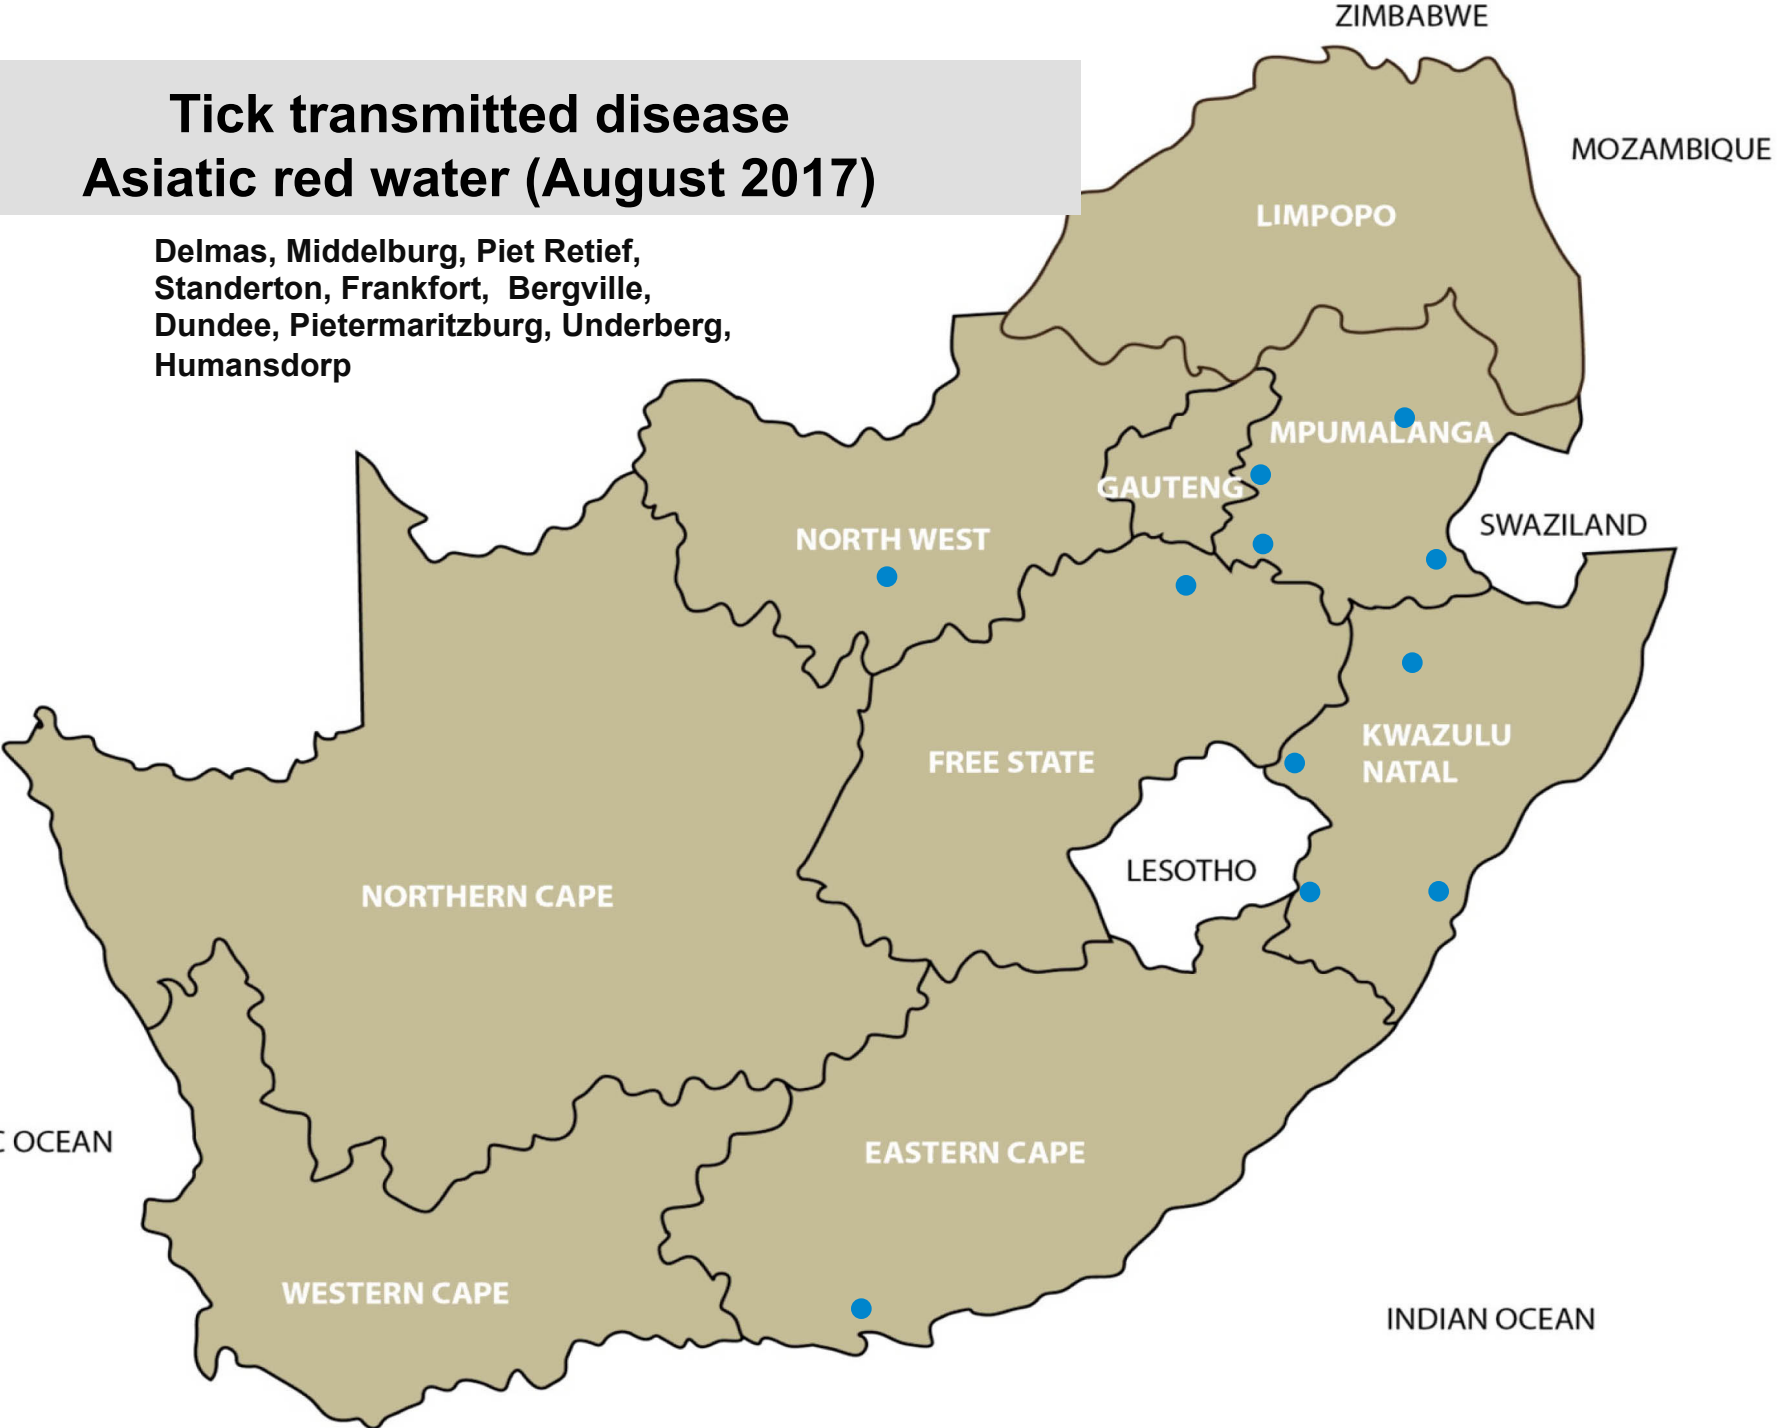 ZIMBABWE
Tick transmitted disease
Asiatic red water (August 2017)
MOZAMBIQUE
LIMPOPO
Delmas, Middelburg, Piet Retief,
Standerton, Frankfort, Bergville,
Dundee, Pietermaritzburg, Underberg,
Humansdorp
MPUMALANGA
GAUTENG
SWAZILAND
NORTH WEST
KWAZULU
NATAL
FREE STATE
LESOTHO
NORTHERN CAPE
C OCEAN
EASTERN CAPE
WESTERN CAPE
INDIAN OCEAN